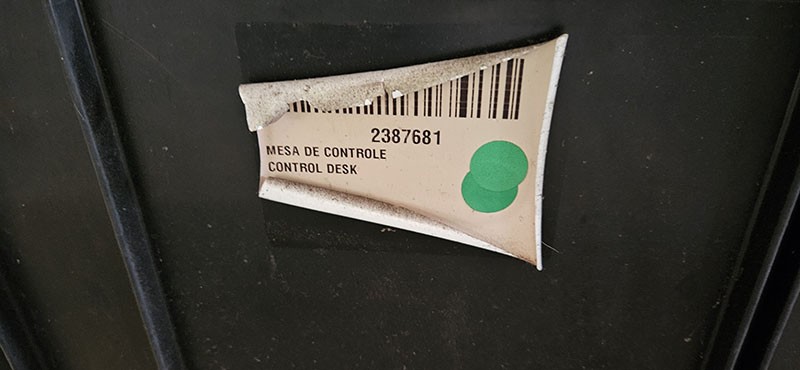 2387681
MESA DE CONTROLE
CONTROL DESK